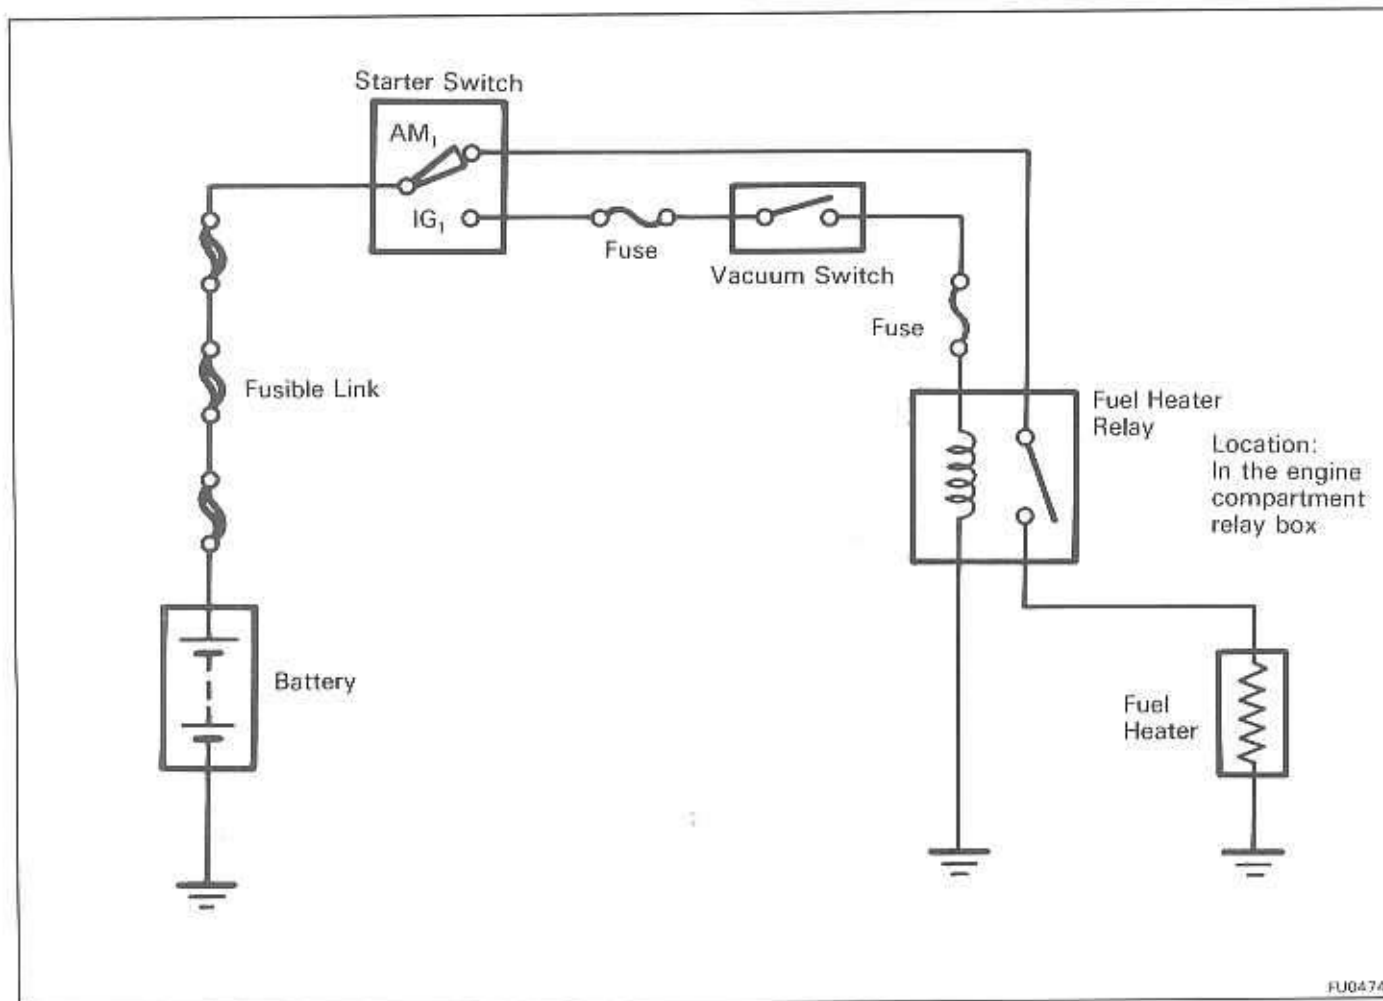 Starter Switch
AM₁
IG₁
Fuse
Vacuum Switch
Fuse
Fusible Link
Fuel Heater
Relay
Location:
In the engine
compartment
relay box
Battery
Fuel
Heater
FU0474